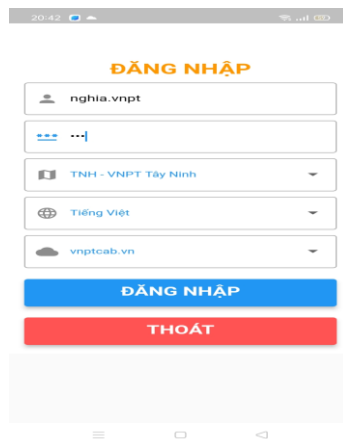 20:42
ĐĂNG NHẬP
nghia.vnpt
•••
TNH - VNPT Tây Ninh
Tiếng Việt
vnptcab.vn
ĐĂNG NHẬP
THOÁT